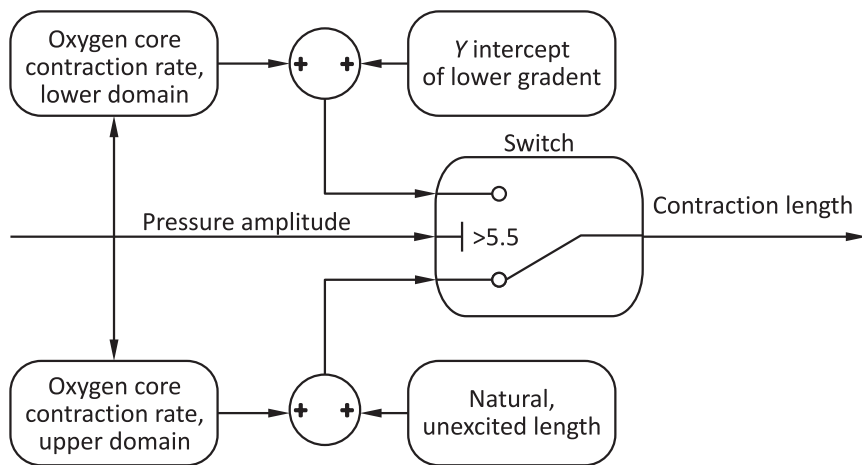 Oxygen core
contraction rate,
lower domain
+ +
Y intercept
of lower gradent
Switch
Pressure amplitude
>5.5
Contraction length
Oxygen core
contraction rate,
upper domain
+ +
Natural,
unexcited length